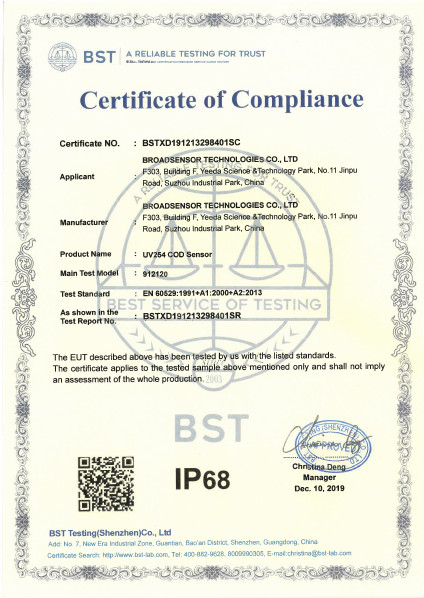 BST
A RELIABLE TESTING FOR TRUST
Certificate of Compliance
Certificate NO. : BSTXD191213298401SC
Applicant : BROADSENSOR TECHNOLOGIES CO., LTD
F303, Building F, Yeeda Science &Technology Park, No.11 Jinpu
Road, Suzhou Industrial Park, China
Manufacturer : BROADSENSOR TECHNOLOGIES CO., LTD
F303, Building F, Yeeda Science &Technology Park, No.11 Jinpu
Road, Suzhou Industrial Park, China
Product Name : UV254 COD Sensor
Main Test Model : 912120
Test Standard : EN 60529:1991+A1:2000+A2:2013
As shown in the
Test Report No. : BSTXD191213298401SR
A RELIABLE TESTING FOR TRUST
BEST SERVICE OF TESTING
2003
The EUT described above has been tested by us with the listed standards.
The certificate applies to the tested sample above mentioned only and shall not imply
an assessment of the whole production.
BST
IP68
APPROVED
Christina Deng
Manager
Dec. 10, 2019
BST Testing(Shenzhen)Co., Ltd
Add: No. 7, New Era Industrial Zone, Guantian, Bao'an District, Shenzhen, Guangdong, China
Certificate Search: http://www.bst-lab.com, Tel: 400-882-9628, 8009990305, E-mail:christina@bst-lab.com